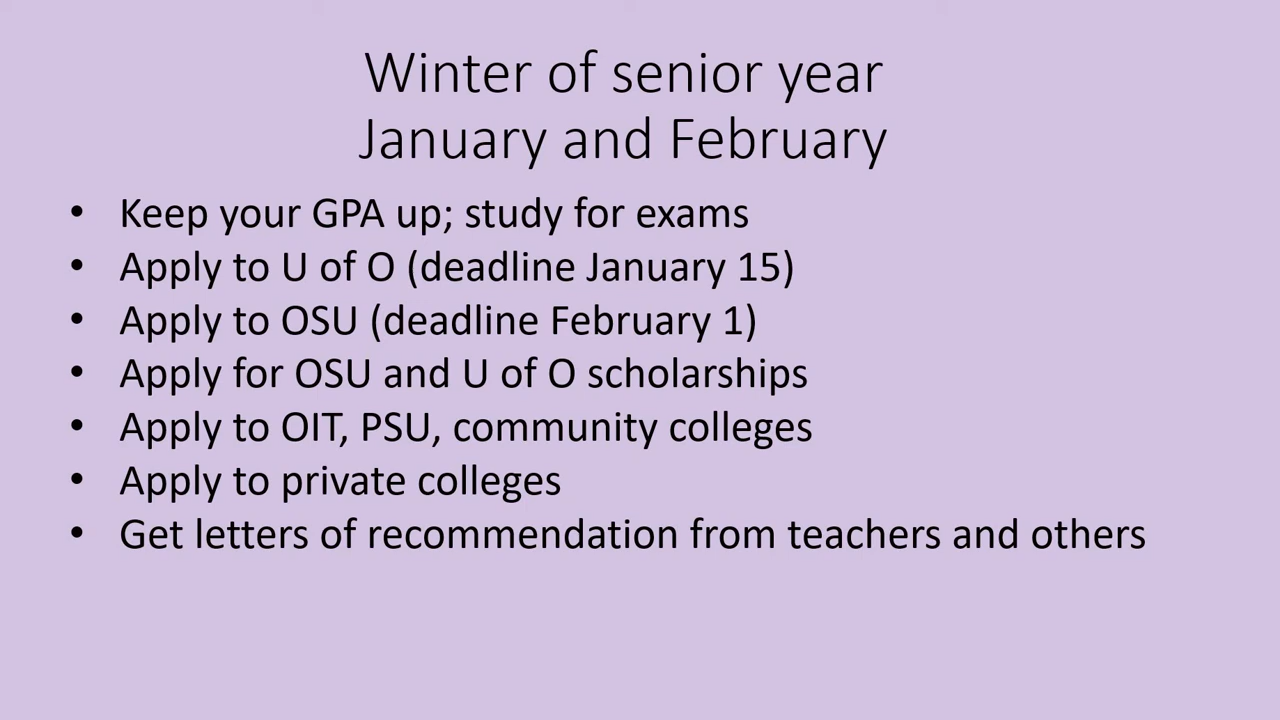 Winter of senior year
January and February
• Keep your GPA up; study for exams
• Apply to U of O (deadline January 15)
• Apply to OSU (deadline February 1)
• Apply for OSU and U of O scholarships
• Apply to OIT, PSU, community colleges
• Apply to private colleges
• Get letters of recommendation from teachers and others